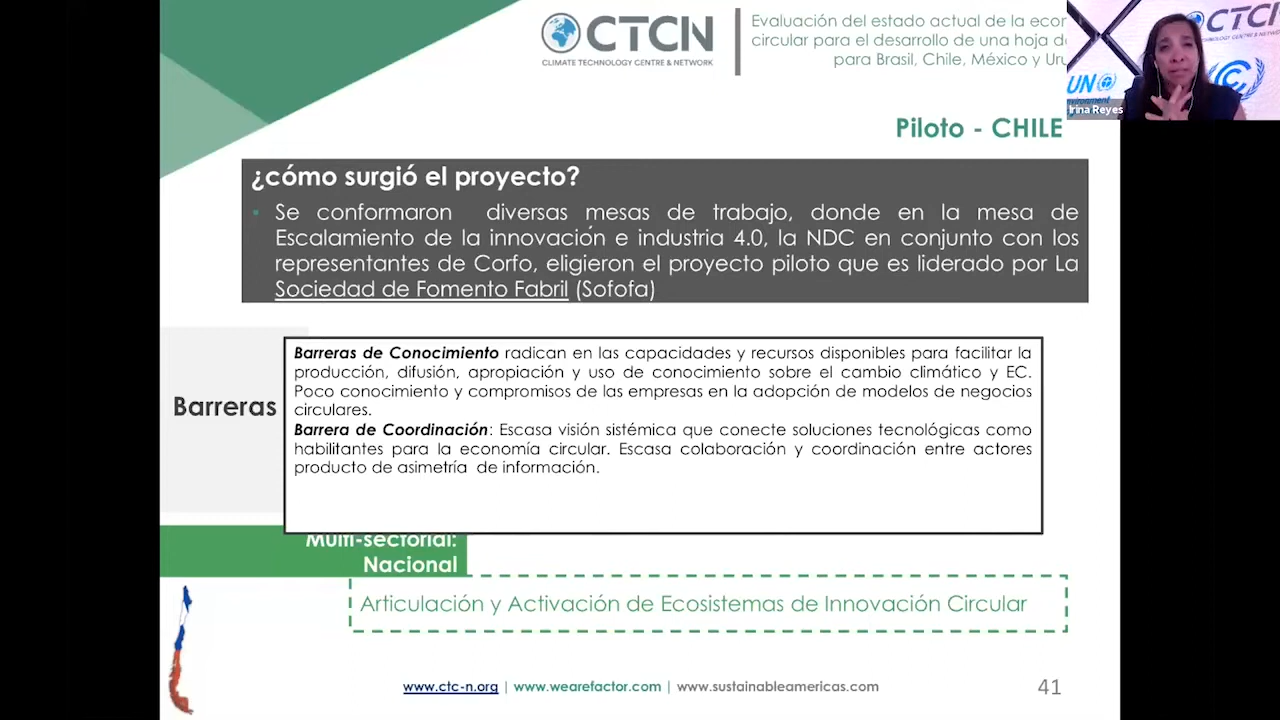 CTCN
CLIMATE TECHNOLOGY CENTRE & NETWORK
Evaluación del estado actual de la
circular para el desarrollo de una hoja
para Brasil, Chile, México y
CTCN
UN
environment
Irina Reyes
Piloto - CHILE
¿cómo surgió el proyecto?
Se conformaron diversas mesas de trabajo, donde en la mesa de
Escalamiento de la innovación e industria 4.0, la NDC en conjunto con los
representantes de Corfo, eligieron el proyecto piloto que es liderado por La
Sociedad de Fomento Fabril (Sofofa)
Barreras
Barreras de Conocimiento radican en las capacidades y recursos disponibles para facilitar la
producción, difusión, apropiación y uso de conocimiento sobre el cambio climático y EC.
Poco conocimiento y compromisos de las empresas en la adopción de modelos de negocios
circulares.
Barrera de Coordinación: Escasa visión sistémica que conecte soluciones tecnológicas como
habilitantes para la economía circular. Escasa colaboración y coordinación entre actores
producto de asimetría de información.
Multi-sectorial:
Nacional
Articulación y Activación de Ecosistemas de Innovación Circular
www.ctc-n.org | www.wearefactor.com | www.sustainableamericas.com
41